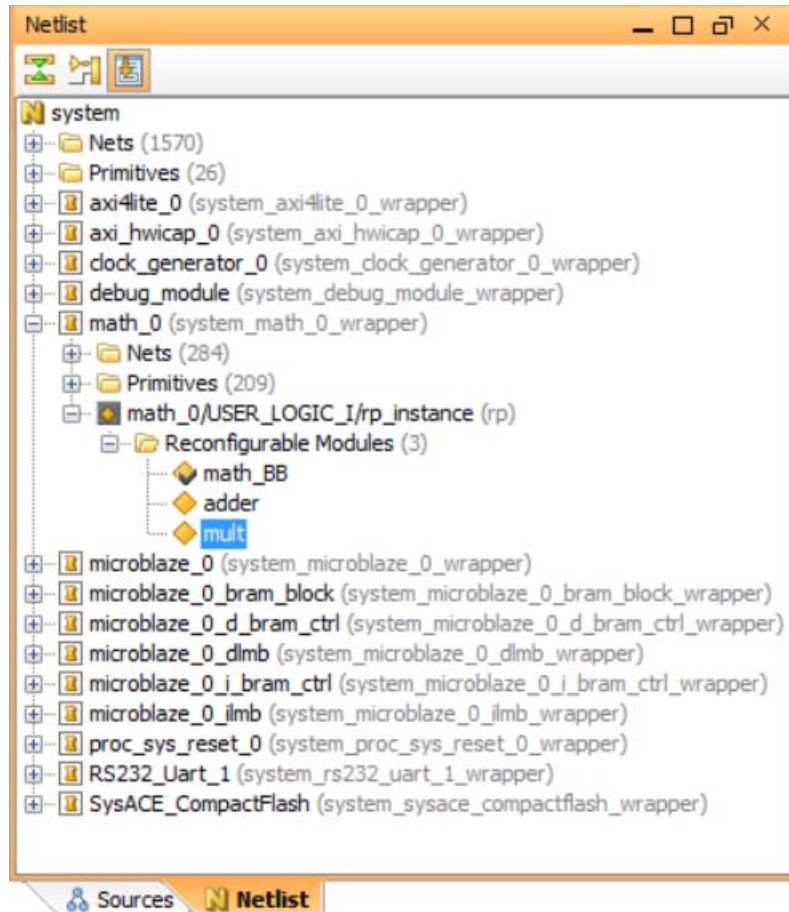 Netlist
system
Nets (1570)
Primitives (26)
axi4lite_0 (system_axi4lite_0_wrapper)
axi_hwicap_0 (system_axi_hwicap_0_wrapper)
clock_generator_0 (system_clock_generator_0_wrapper)
debug_module (system_debug_module_wrapper)
math_0 (system_math_0_wrapper)
Nets (284)
Primitives (209)
math_0/USER_LOGIC_I/rp_instance (rp)
Reconfigurable Modules (3)
math_BB
adder
mult
microblaze_0 (system_microblaze_0_wrapper)
microblaze_0_bram_block (system_microblaze_0_bram_block_wrapper)
microblaze_0_d_bram_ctrl (system_microblaze_0_d_bram_ctrl_wrapper)
microblaze_0_dlmb (system_microblaze_0_dlmb_wrapper)
microblaze_0_i_bram_ctrl (system_microblaze_0_i_bram_ctrl_wrapper)
microblaze_0_ilmb (system_microblaze_0_ilmb_wrapper)
proc_sys_reset_0 (system_proc_sys_reset_0_wrapper)
RS232_Uart_1 (system_rs232_uart_1_wrapper)
SysACE_CompactFlash (system_sysace_compactflash_wrapper)
Sources Netlist